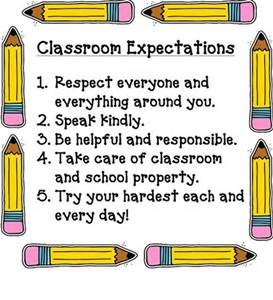 Classroom Expectations
1. Respect everyone and
everything around you.
2. Speak kindly.
3. Be helpful and responsible.
4. Take care of classroom
and school property.
5. Try your hardest each and
every day!